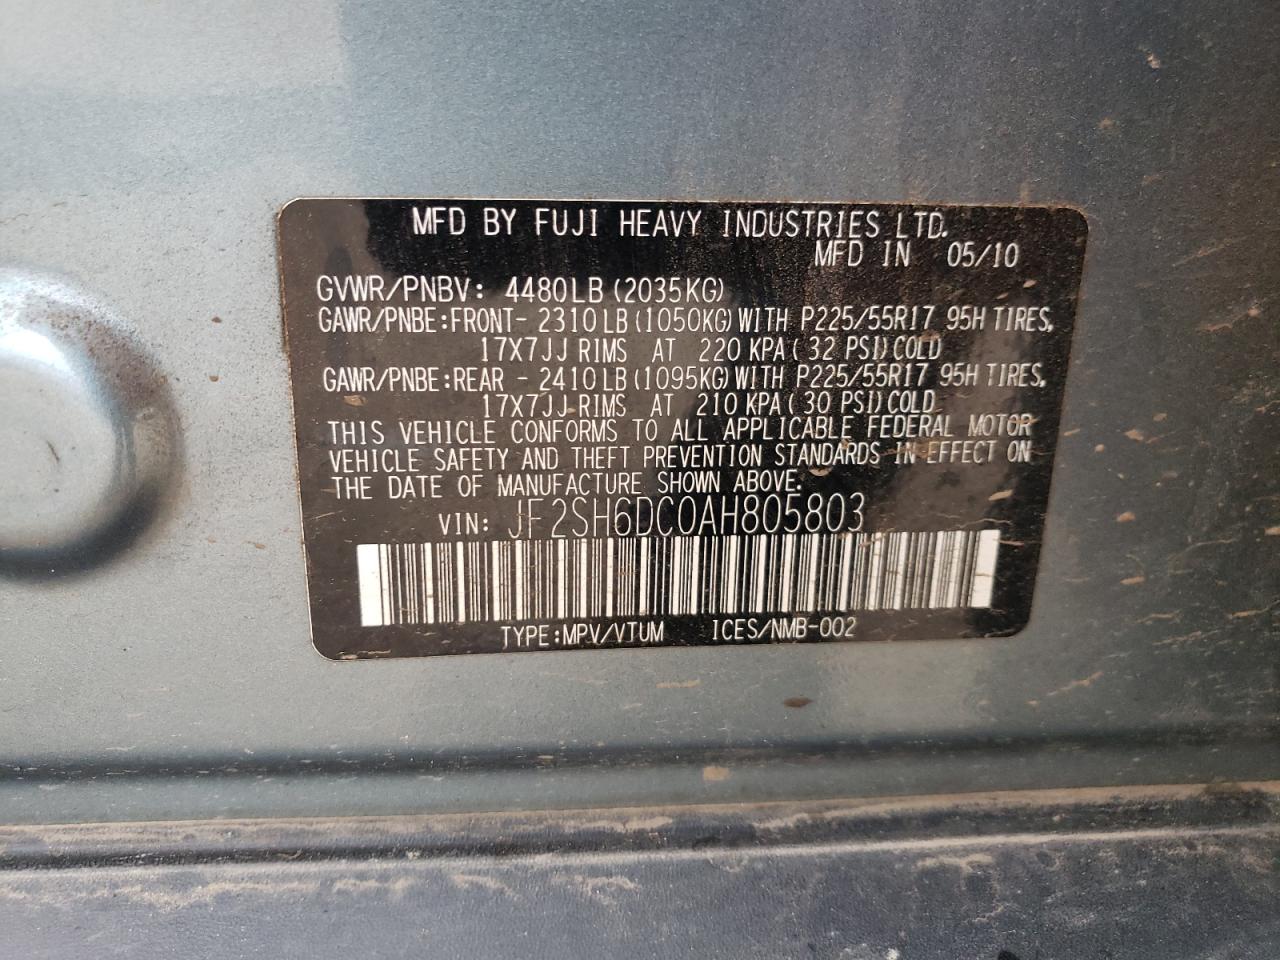 MFD BY FUJI HEAVY INDUSTRIES LTD.
MFD IN 05/10
GVWR/PNBV: 4480LB (2035KG)
GAWR/PNBE:FRONT- 2310LB(1050KG)WITH P225/55R17 95H TIRES,
17X7JJ RIMS AT 220 KPA( 32 PSI)COLD
GAWR/PNBE:REAR - 2410LB(1095KG)WITH P225/55R17 95H TIRES,
17X7JJ RIMS AT 210 KPA( 30 PSI)COLD
THIS VEHICLE CONFORMS TO ALL APPLICABLE FEDERAL MOTOR
VEHICLE SAFETY AND THEFT PREVENTION STANDARDS IN EFFECT ON
THE DATE OF MANUFACTURE SHOWN ABOVE.
VIN: JF2SH6DC0AH805803
TYPE:MPV/VTUM ICES/NMB-002